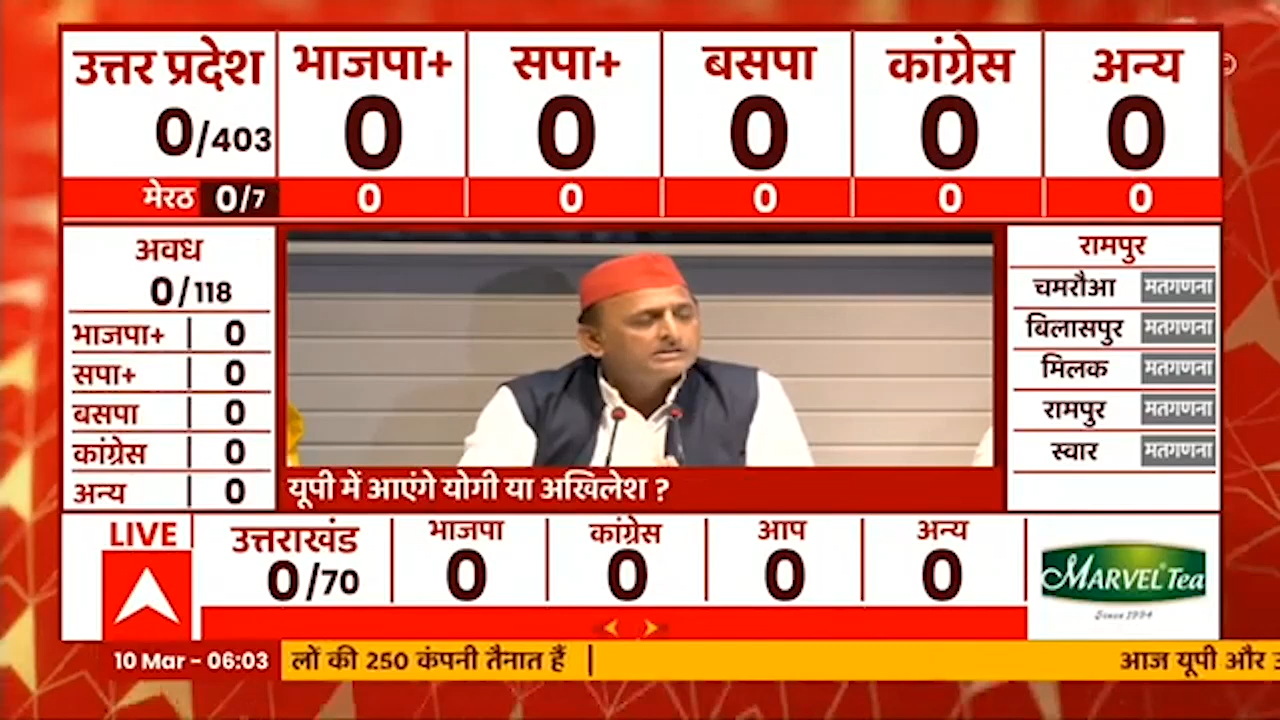 उत्तर प्रदेश
0/403
भाजपा+
0
सपा+
0
बसपा
0
कांग्रेस
0
अन्य
0
मेरठ 0/7 0 0 0 0 0
अवध
0/118
भाजपा+ 0
सपा+ 0
बसपा 0
कांग्रेस 0
अन्य 0
यूपी में आएंगे योगी या अखिलेश ?
रामपुर
चमरौआ मतगणना
बिलासपुर मतगणना
मिलक मतगणना
रामपुर मतगणना
स्वार मतगणना
LIVE
उत्तराखंड
0/70
भाजपा
0
कांग्रेस
0
आप
0
अन्य
0
MARVEL Tea
Since 1994
10 Mar - 06:03
लों की 250 कंपनी तैनात हैं
आज यूपी और